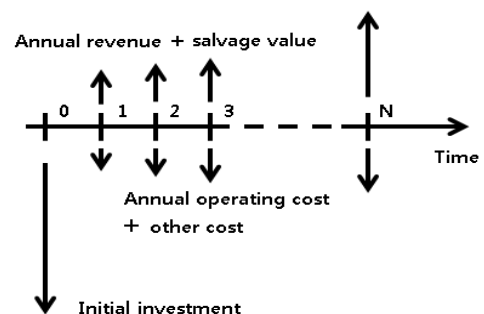 Annual revenue + salvage value
0 1 2 3 N
Time
Annual operating cost
+ other cost
Initial investment